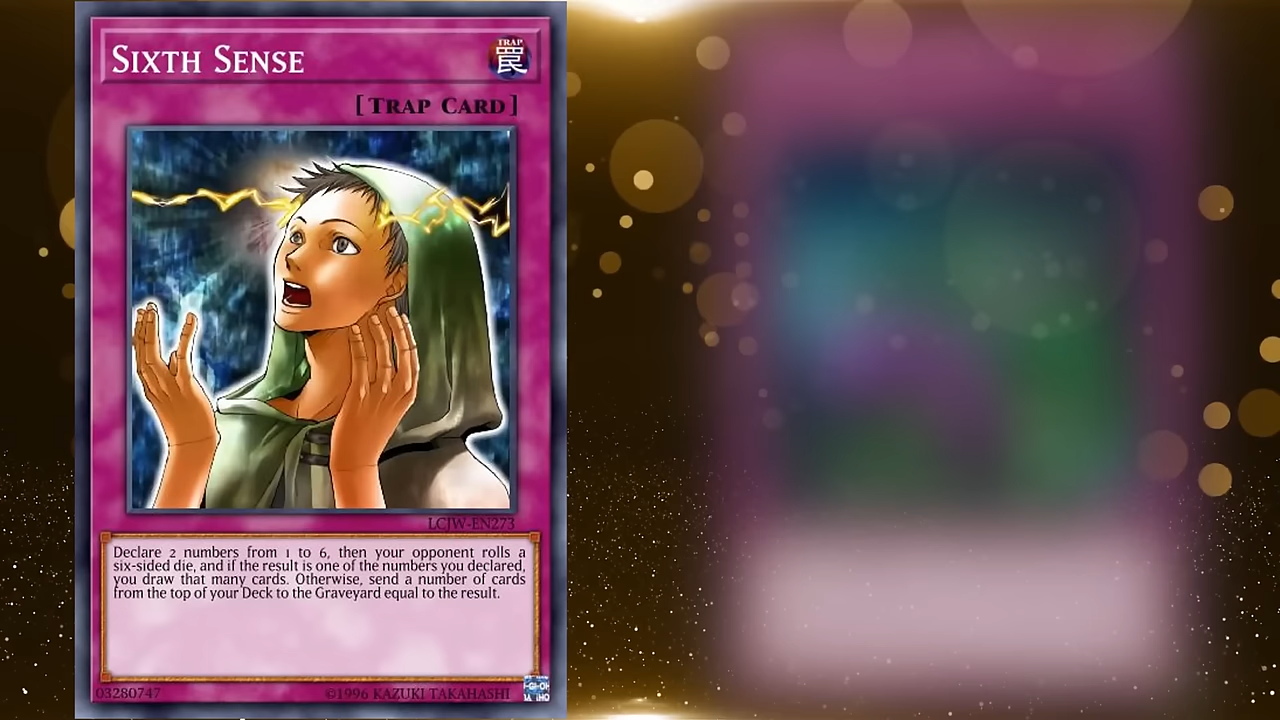 SIXTH SENSE
TRAP
罠
[TRAP CARD]
LCJW-EN273
Declare 2 numbers from 1 to 6, then your opponent rolls a
six-sided die, and if the result is one of the numbers you declared,
you draw that many cards. Otherwise, send a number of cards
from the top of your Deck to the Graveyard equal to the result.
03280747
©1996 KAZUKI TAKAHASHI